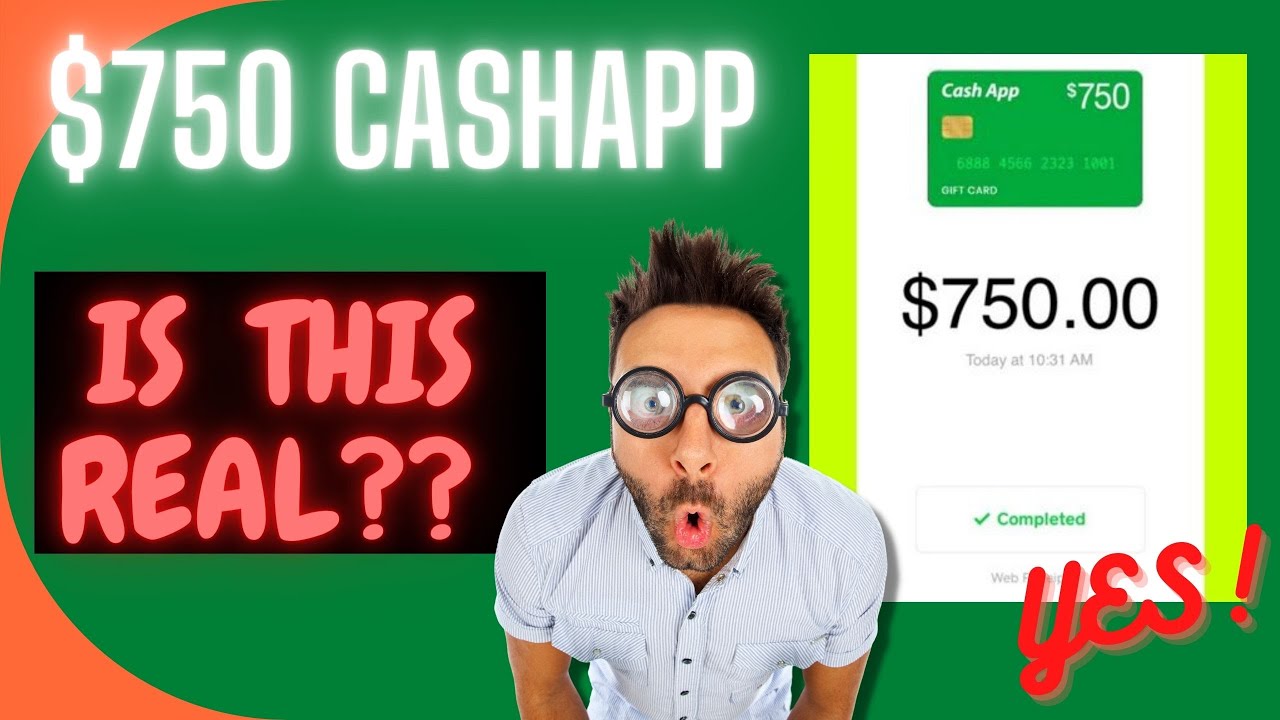 $750 CASHAPP
IS THIS
REAL??
Cash App $750
6888 4566 2323 1001
GIFT CARD
$750.00
Today at 10:31 AM
✓ Completed
Web
YES!